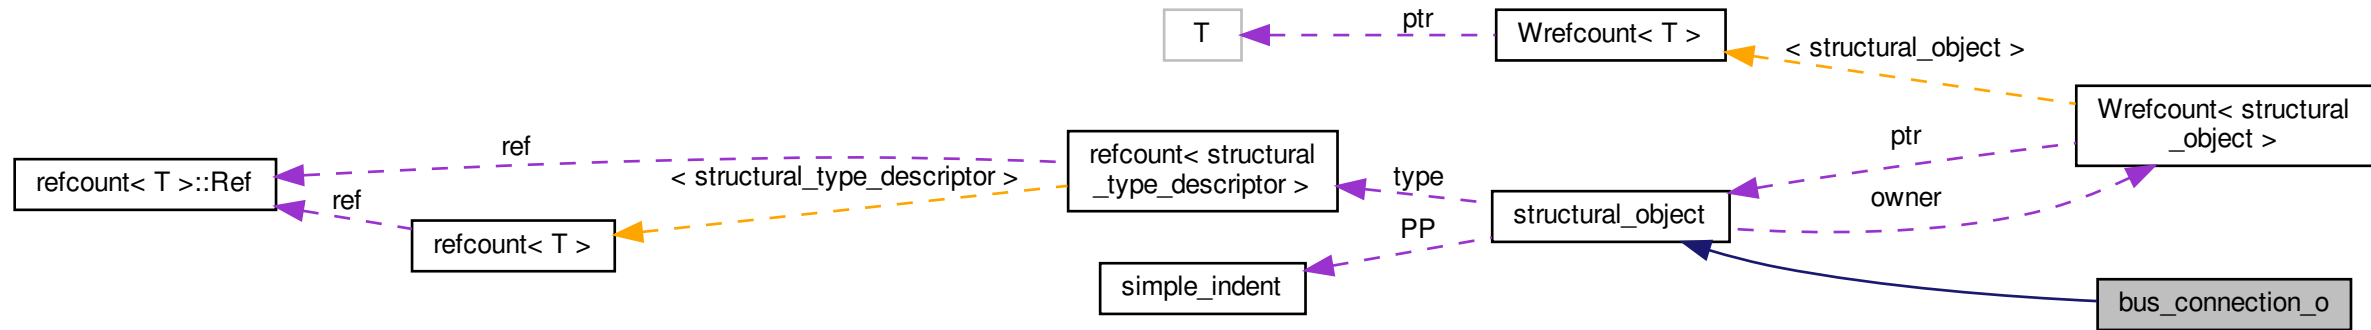 T
ptr
Wrefcount< T >
< structural_object >
Wrefcount< structural
_object >
ptr
owner
ref
refcount< T >::Ref
ref
< structural_type_descriptor >
refcount< T >
refcount< structural
_type_descriptor >
type
PP
structural_object
simple_indent
bus_connection_o